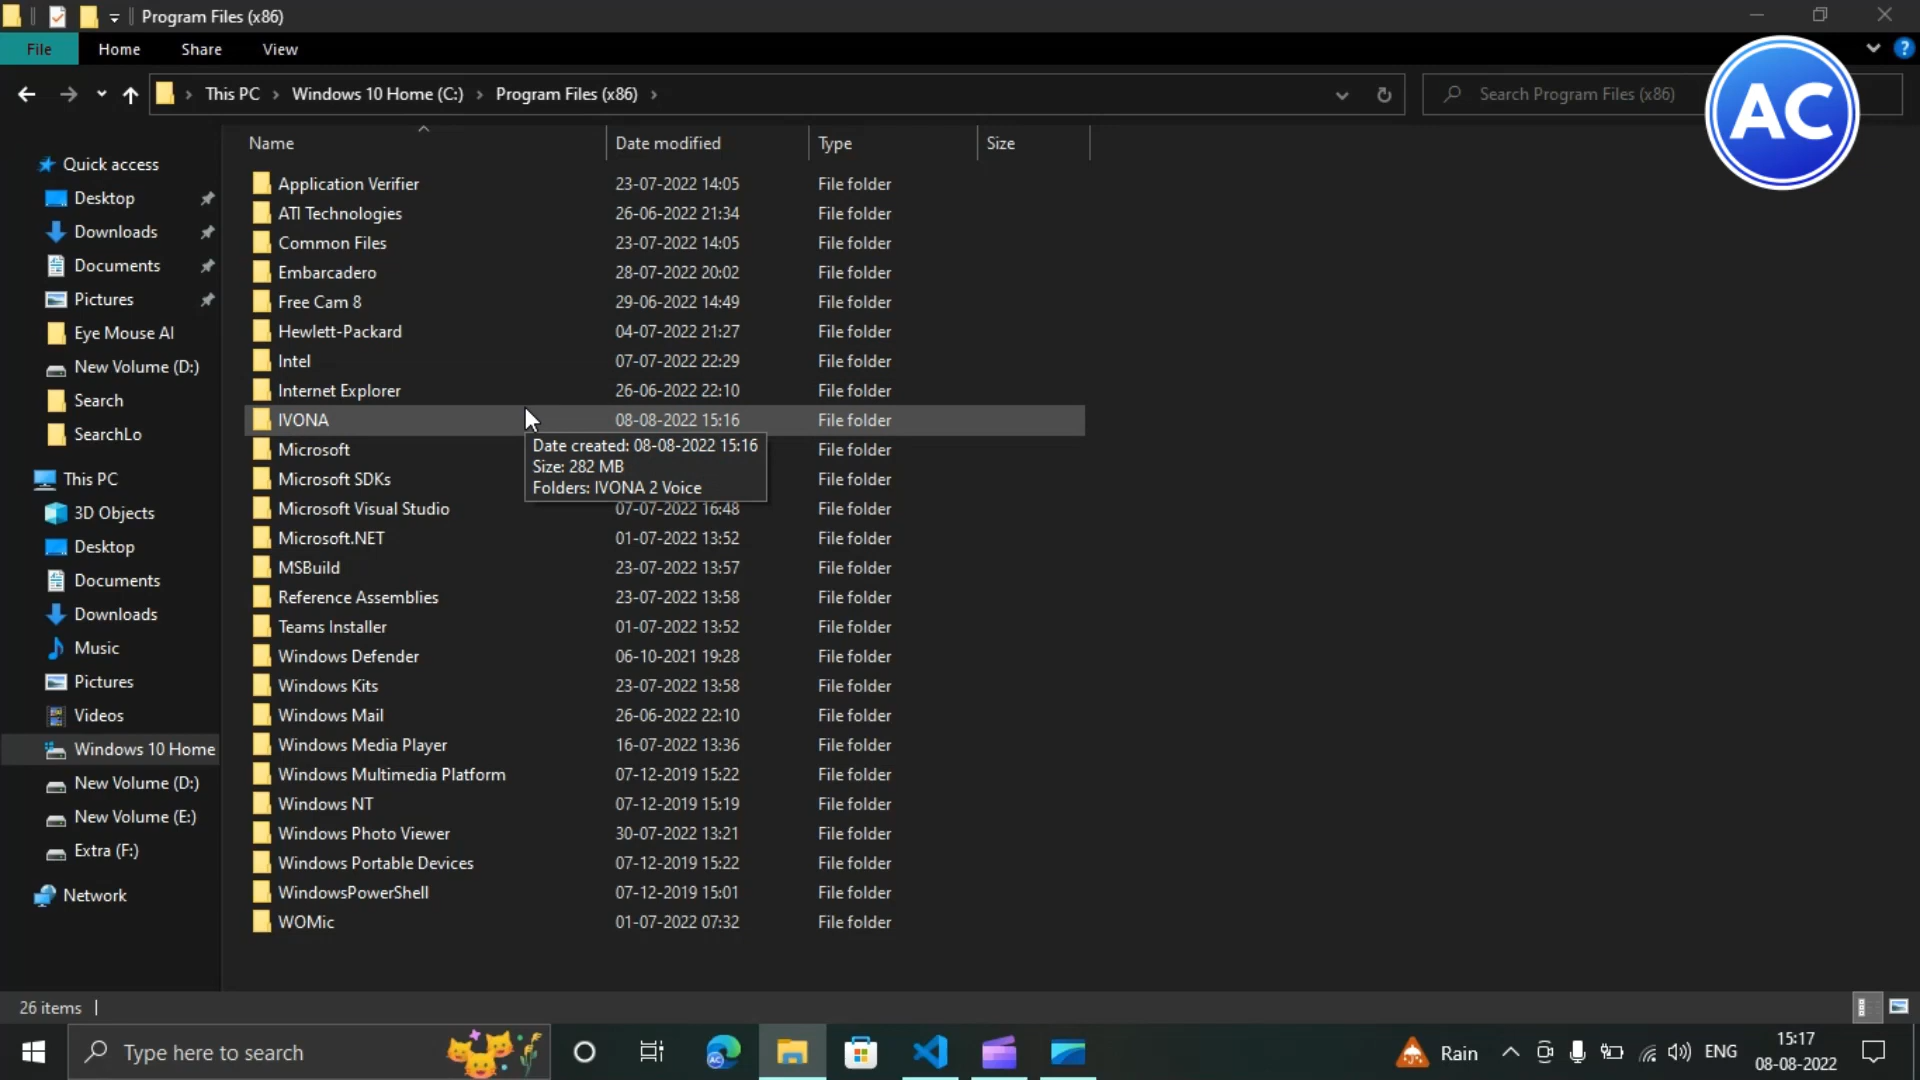 Program Files (x86)
File Home Share View
This PC Windows 10 Home (C:) Program Files (x86)
Search Program Files (x86)
AC
Name Date modified Type Size
Quick access
Desktop
Downloads
Documents
Pictures
Eye Mouse AI
New Volume (D:)
Search
SearchLo
This PC
3D Objects
Desktop
Documents
Downloads
Music
Pictures
Videos
Windows 10 Home
New Volume (D:)
New Volume (E:)
Extra (F:)
Network
Application Verifier 23-07-2022 14:05 File folder
ATI Technologies 26-06-2022 21:34 File folder
Common Files 23-07-2022 14:05 File folder
Embarcadero 28-07-2022 20:02 File folder
Free Cam 8 29-06-2022 14:49 File folder
Hewlett-Packard 04-07-2022 21:27 File folder
Intel 07-07-2022 22:29 File folder
Internet Explorer 26-06-2022 22:10 File folder
IVONA 08-08-2022 15:16 File folder
Microsoft File folder
Date created: 08-08-2022 15:16
Size: 282 MB
Folders: IVONA 2 Voice
Microsoft SDKs File folder
Microsoft Visual Studio 07-07-2022 16:48 File folder
Microsoft.NET 01-07-2022 13:52 File folder
MSBuild 23-07-2022 13:57 File folder
Reference Assemblies 23-07-2022 13:58 File folder
Teams Installer 01-07-2022 13:52 File folder
Windows Defender 06-10-2021 19:28 File folder
Windows Kits 23-07-2022 13:58 File folder
Windows Mail 26-06-2022 22:10 File folder
Windows Media Player 16-07-2022 13:36 File folder
Windows Multimedia Platform 07-12-2019 15:22 File folder
Windows NT 07-12-2019 15:19 File folder
Windows Photo Viewer 30-07-2022 13:21 File folder
Windows Portable Devices 07-12-2019 15:22 File folder
WindowsPowerShell 07-12-2019 15:01 File folder
WOMic 01-07-2022 07:32 File folder
26 items
Type here to search
AC
Rain
ENG
15:17
08-08-2022